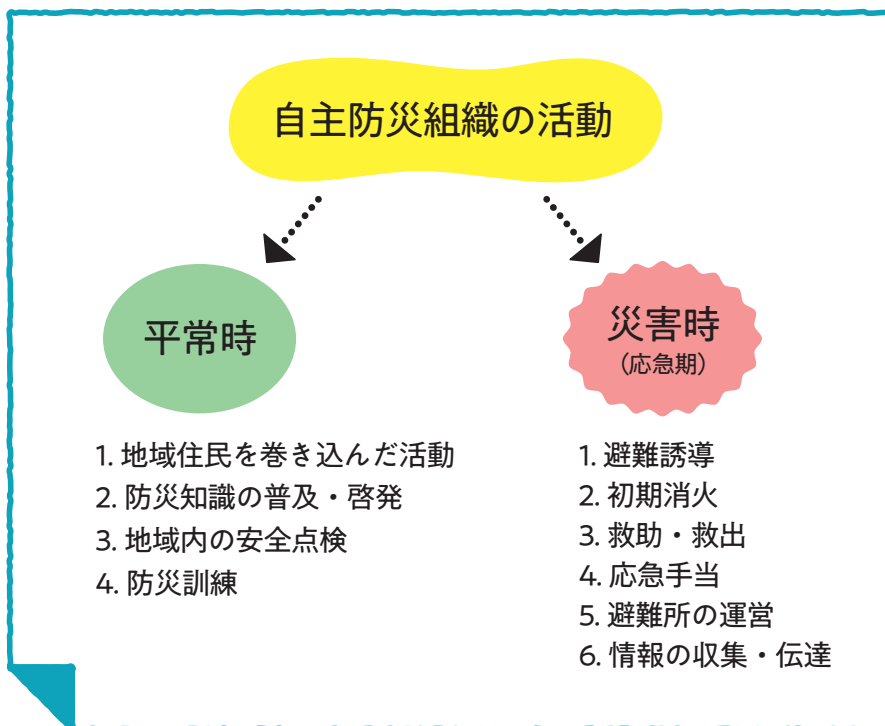 自主防災組織の活動
平常時
1. 地域住民を巻き込んだ活動
2. 防災知識の普及・啓発
3. 地域内の安全点検
4. 防災訓練
災害時
（応急期）
1. 避難誘導
2. 初期消火
3. 救助・救出
4. 応急手当
5. 避難所の運営
6. 情報の収集・伝達